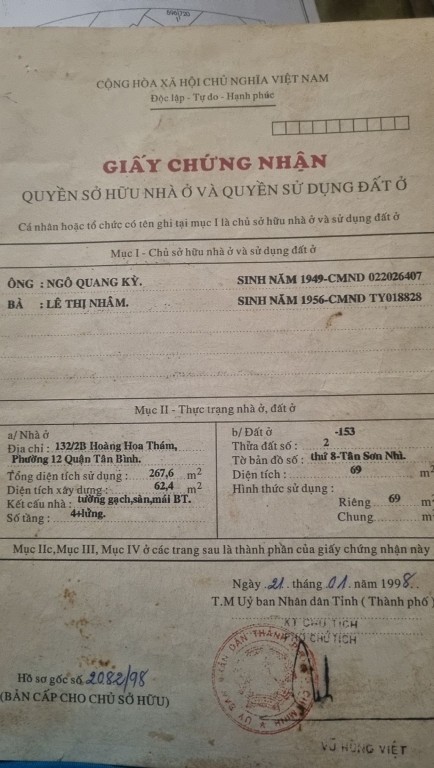 CỘNG HÒA XÃ HỘI CHỦ NGHĨA VIỆT NAM
Độc lập - Tự do - Hạnh phúc
GIẤY CHỨNG NHẬN
QUYỀN SỞ HỮU NHÀ Ở VÀ QUYỀN SỬ DỤNG ĐẤT Ở
Cá nhân hoặc tổ chức có tên ghi tại mục I là chủ sở hữu nhà ở và sử dụng đất ở
Mục I - Chủ sở hữu nhà ở và sử dụng đất ở
ÔNG : NGÔ QUANG KỲ. SINH NĂM 1949-CMND 022026407
BÀ : LÊ THỊ NHÂM. SINH NĂM 1956-CMND TY018828
Mục II - Thực trạng nhà ở, đất ở
a/ Nhà ở
Địa chỉ : 132/2B Hoàng Hoa Thám,
Phường 12 Quận Tân Bình.
Tổng diện tích sử dụng : 267,6 m2
Diện tích xây dựng : 62,4 m2
Kết cấu nhà : tường gạch,sàn,mái BT.
Số tầng : 4+lửng.
b/ Đất ở -153
Thửa đất số : 2
Tờ bản đồ số : thứ 8-Tân Sơn Nhì.
Diện tích : 69 m
Hình thức sử dụng :
Riêng 69 m
Chung m
Mục IIc,Mục III, Mục IV ở các trang sau là thành phần của giấy chứng nhận này
Ngày 21 tháng 01 năm 1998
T.M Uỷ ban Nhân dân Tỉnh ( Thành phố )
KT CHỦ TỊCH
PHÓ CHỦ TỊCH
Hồ sơ gốc số 2082/98
(BẢN CẤP CHO CHỦ SỞ HỮU)
VŨ HÙNG VIỆT